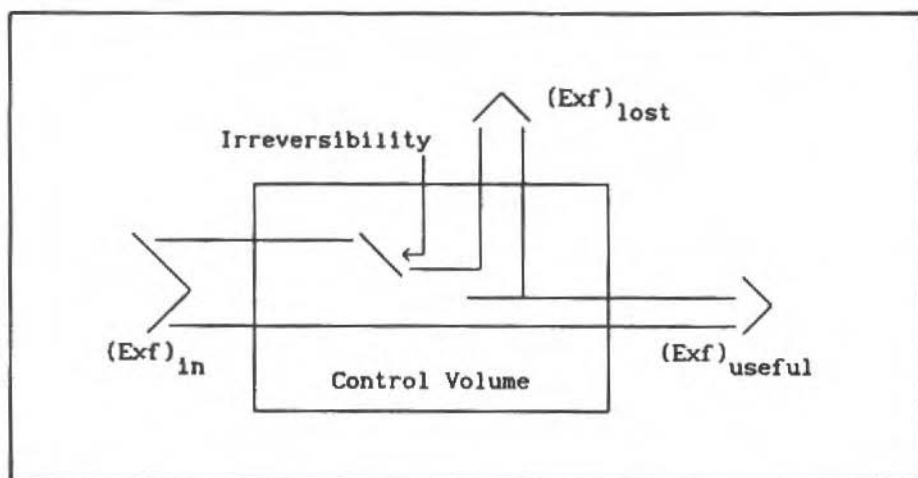 (Exf)lost
Irreversibility
(Exf)in
(Exf)useful
Control Volume